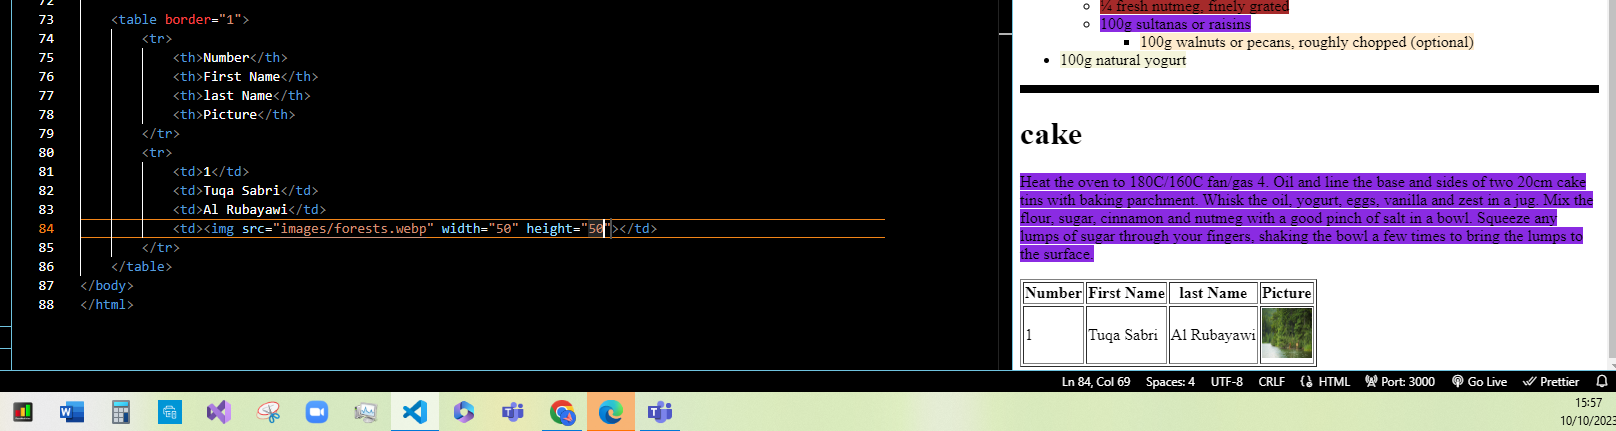 72
73 <table border="1">
74 <tr>
75 <th>Number</th>
76 <th>First Name</th>
77 <th>last Name</th>
78 <th>Picture</th>
79 </tr>
80 <tr>
81 <td>1</td>
82 <td>Tuqa Sabri</td>
83 <td>Al Rubayawi</td>
84 <td><img src="images/forests.webp" width="50" height="50"></td>
85 </tr>
86 </table>
87 </body>
88 </html>
¼ fresh nutmeg, finely grated
100g sultanas or raisins
100g walnuts or pecans, roughly chopped (optional)
100g natural yogurt
cake
Heat the oven to 180C/160C fan/gas 4. Oil and line the base and sides of two 20cm cake
tins with baking parchment. Whisk the oil, yogurt, eggs, vanilla and zest in a jug. Mix the
flour, sugar, cinnamon and nutmeg with a good pinch of salt in a bowl. Squeeze any
lumps of sugar through your fingers, shaking the bowl a few times to bring the lumps to
the surface.
Number First Name last Name Picture
1 Tuqa Sabri Al Rubayawi
Ln 84, Col 69 Spaces: 4 UTF-8 CRLF HTML Port: 3000 Go Live Prettier
15:57
10/10/2023